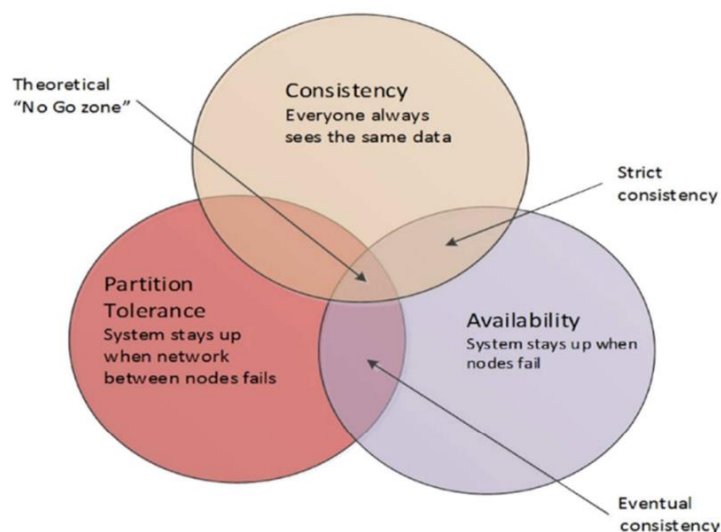 Theoretical
“No Go zone”
Consistency
Everyone always
sees the same data
Strict
consistency
Partition
Tolerance
System stays up
when network
between nodes fails
Availability
System stays up when
nodes fail
Eventual
consistency